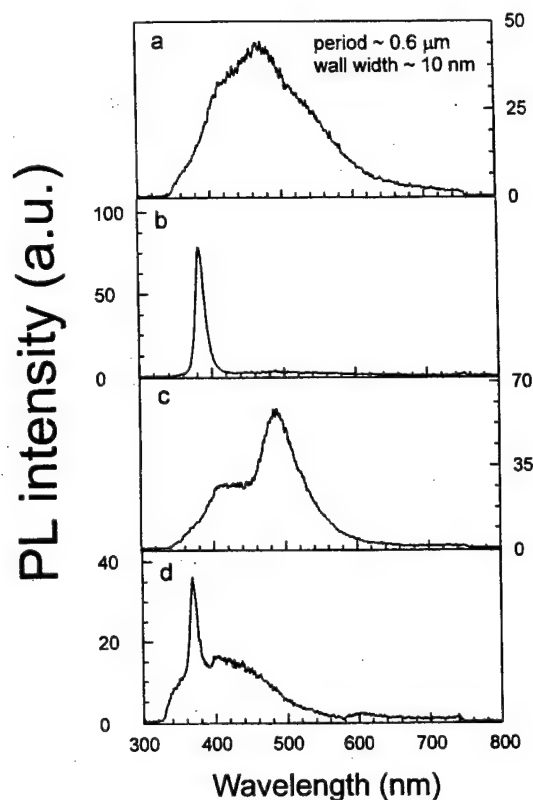 a
period ~ 0.6 μm
wall width ~ 10 nm
50
25
0
b
100
50
0
c
70
35
0
d
40
20
0
300 400 500 600 700 800
Wavelength (nm)
PL intensity (a.u.)